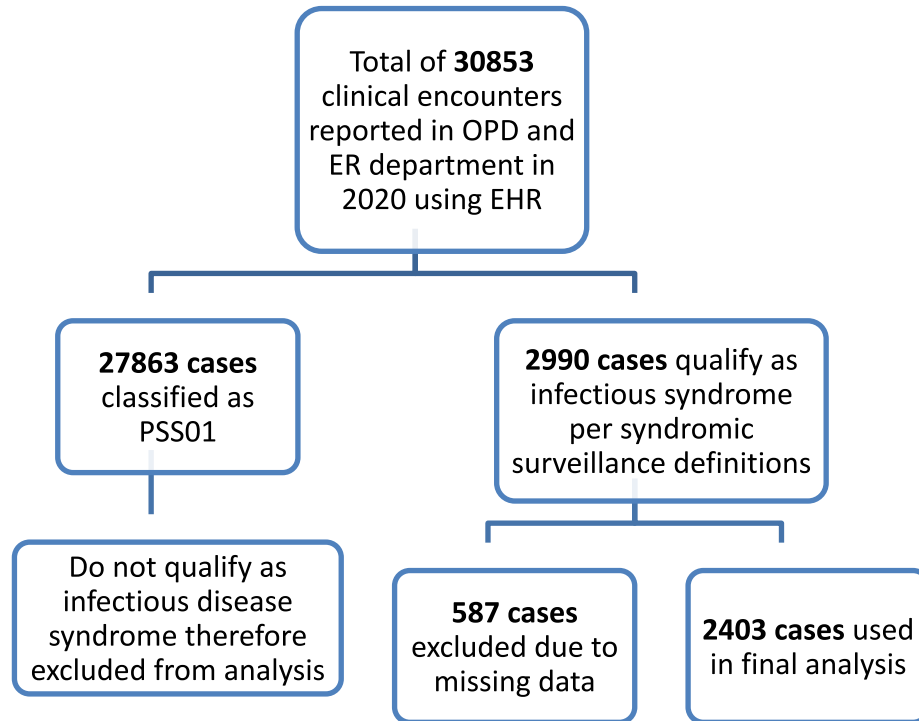 Total of 30853
clinical encounters
reported in OPD and
ER department in
2020 using EHR
27863 cases
classified as
PSS01
2990 cases qualify as
infectious syndrome
per syndromic
surveillance definitions
Do not qualify as
infectious disease
syndrome therefore
excluded from analysis
587 cases
excluded due to
missing data
2403 cases used
in final analysis